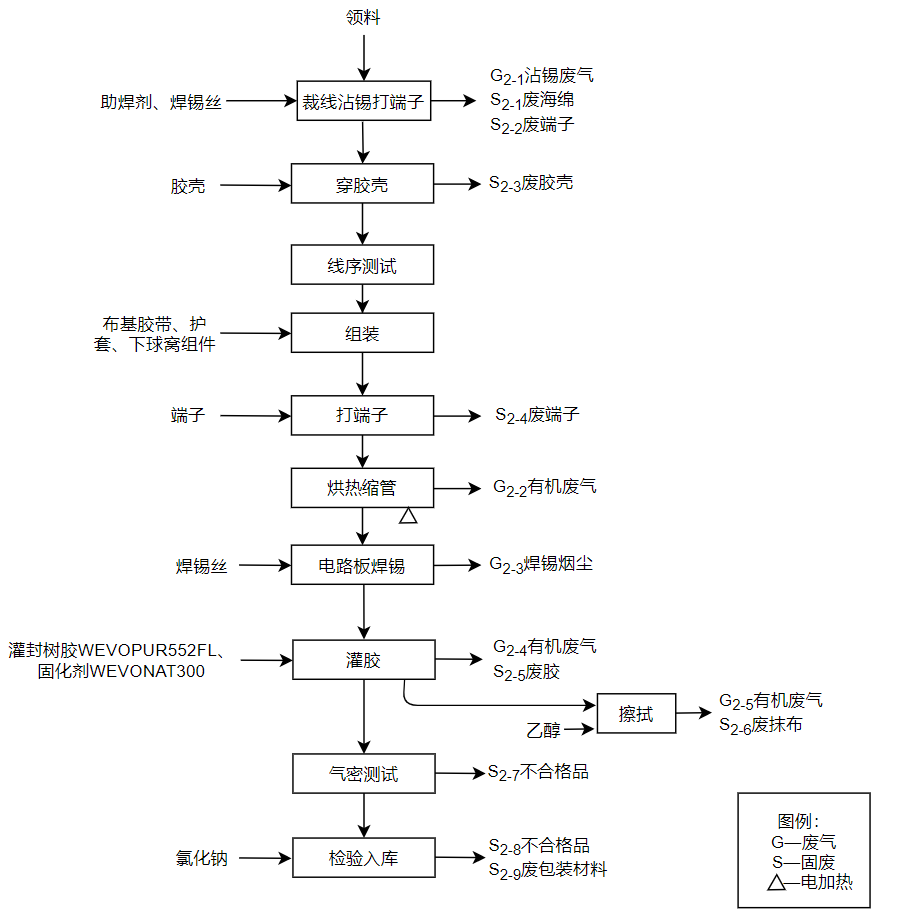 领料
助焊剂、焊锡丝
裁线沾锡打端子
G2-1沾锡废气
S2-1废海绵
S2-2废端子
胶壳
穿胶壳
S2-3废胶壳
线序测试
布基胶带、护
套、下球窝组件
组装
端子
打端子
S2-4废端子
烘热缩管
G2-2有机废气
焊锡丝
电路板焊锡
G2-3焊锡烟尘
灌封树胶WEVOPUR552FL、
固化剂WEVONAT300
灌胶
G2-4有机废气
S2-5废胶
乙醇
擦拭
G2-5有机废气
S2-6废抹布
气密测试
S2-7不合格品
氯化钠
检验入库
S2-8不合格品
S2-9废包装材料
图例：
G—废气
S—固废
△—电加热